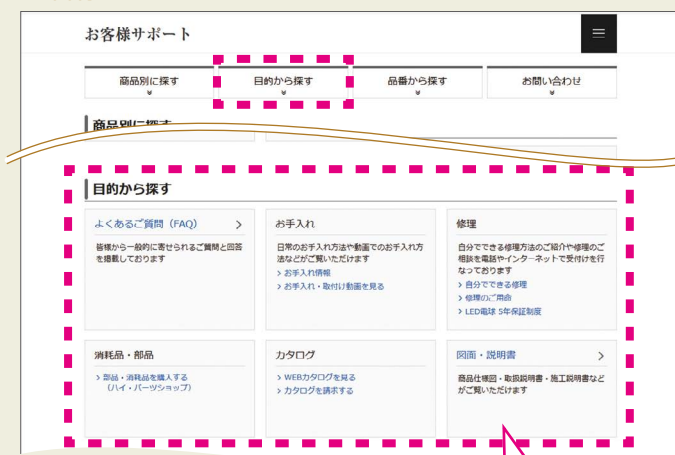 お客様サポート
商品別に探す
目的から探す
品番から探す
お問い合わせ
商品別に探す
目的から探す
よくあるご質問（FAQ）
皆様から一般的に寄せられるご質問と回答
を掲載しております
お手入れ
日常のお手入れ方法や動画でのお手入れ方
法などがご覧いただけます
お手入れ情報
お手入れ・取付け動画を見る
修理
自分でできる修理方法のご紹介や修理のご
相談を電話やインターネットで受付けを行
なっております
自分でできる修理
修理のご用命
LED電球 5年保証制度
消耗品・部品
部品・消耗品を購入する
（ハイ・パーツショップ）
カタログ
WEBカタログを見る
カタログを請求する
図面・説明書
商品仕様図・取扱説明書・施工説明書など
がご覧いただけます